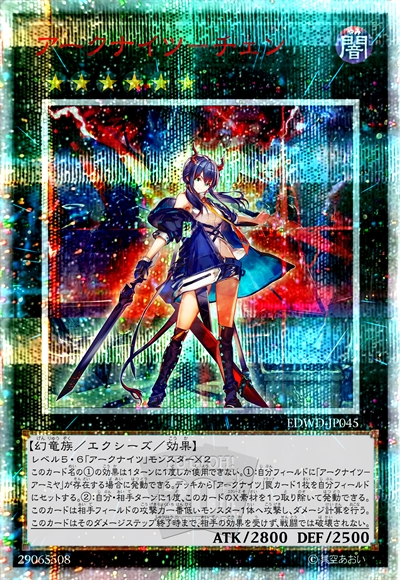 アークナイツーチェン
闇
EDWD-JP045
【幻竜族／エクシーズ／効果】
レベル5・6「アークナイツ」モンスター×2
このカード名の①の効果は1ターンに1度しか使用できない。①:自分フィールドに「アークナイツー
アーミヤ」が存在する場合に発動できる。デッキから「アークナイツ」罠カード1枚を自分フィールド
にセットする。②:自分・相手ターンに1度、このカードのX素材を1つ取り除いて発動できる。
このカードは相手フィールドの攻撃力一番低いモンスター1体へ攻撃し、ダメージ計算を行う。
このカードはそのダメージステップ終了時まで、相手の効果を受けず、戦闘では破壊されない。
ATK/2800 DEF/2500
29065508